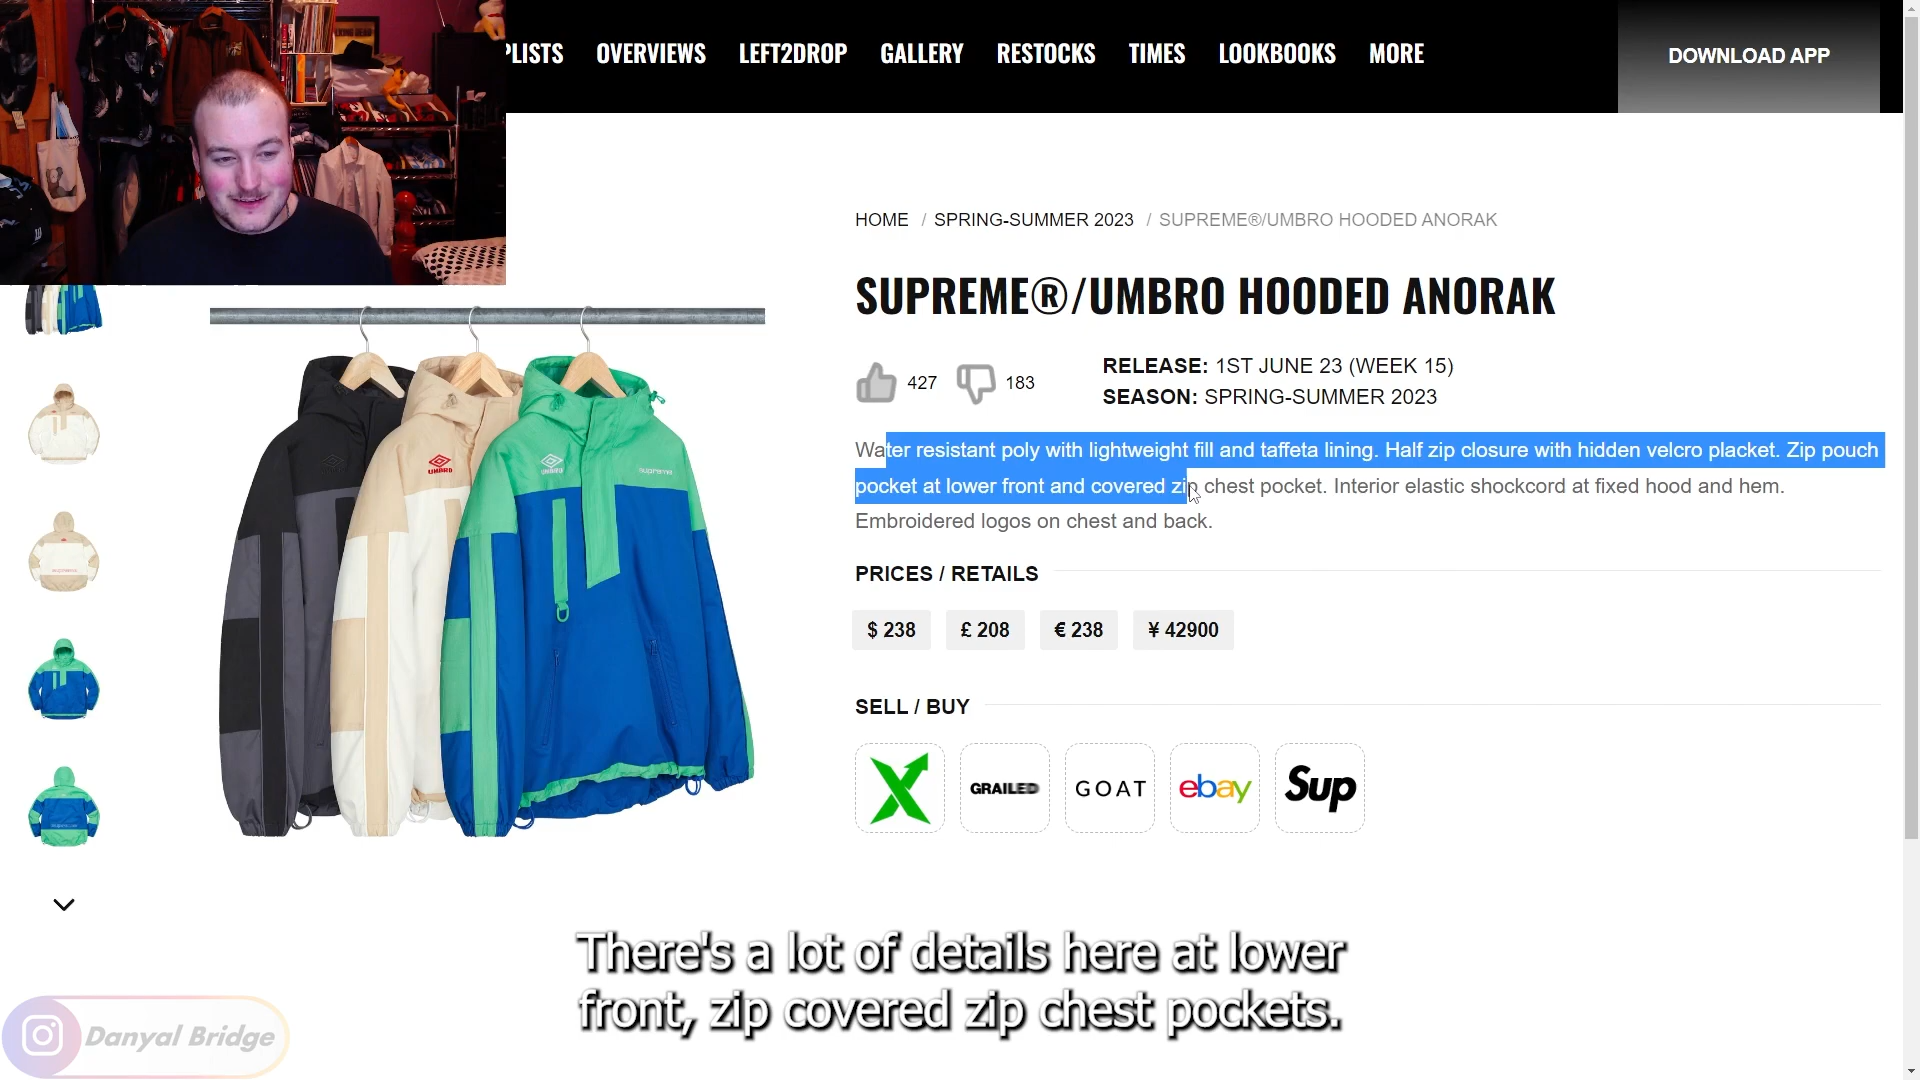 PLISTS OVERVIEWS LEFT2DROP GALLERY RESTOCKS TIMES LOOKBOOKS MORE
DOWNLOAD APP
HOME / SPRING-SUMMER 2023 / SUPREME®/UMBRO HOODED ANORAK
SUPREME®/UMBRO HOODED ANORAK
427 183
RELEASE: 1ST JUNE 23 (WEEK 15)
SEASON: SPRING-SUMMER 2023
Water resistant poly with lightweight fill and taffeta lining. Half zip closure with hidden velcro placket. Zip pouch
pocket at lower front and covered zip chest pocket. Interior elastic shockcord at fixed hood and hem.
Embroidered logos on chest and back.
PRICES / RETAILS
$ 238 £ 208 € 238 ¥ 42900
SELL / BUY
X GRAILED GOAT ebay Sup
UMBRO
UMBRO
Supreme
There's a lot of details here at lower
front, zip covered zip chest pockets.
Danyal Bridge